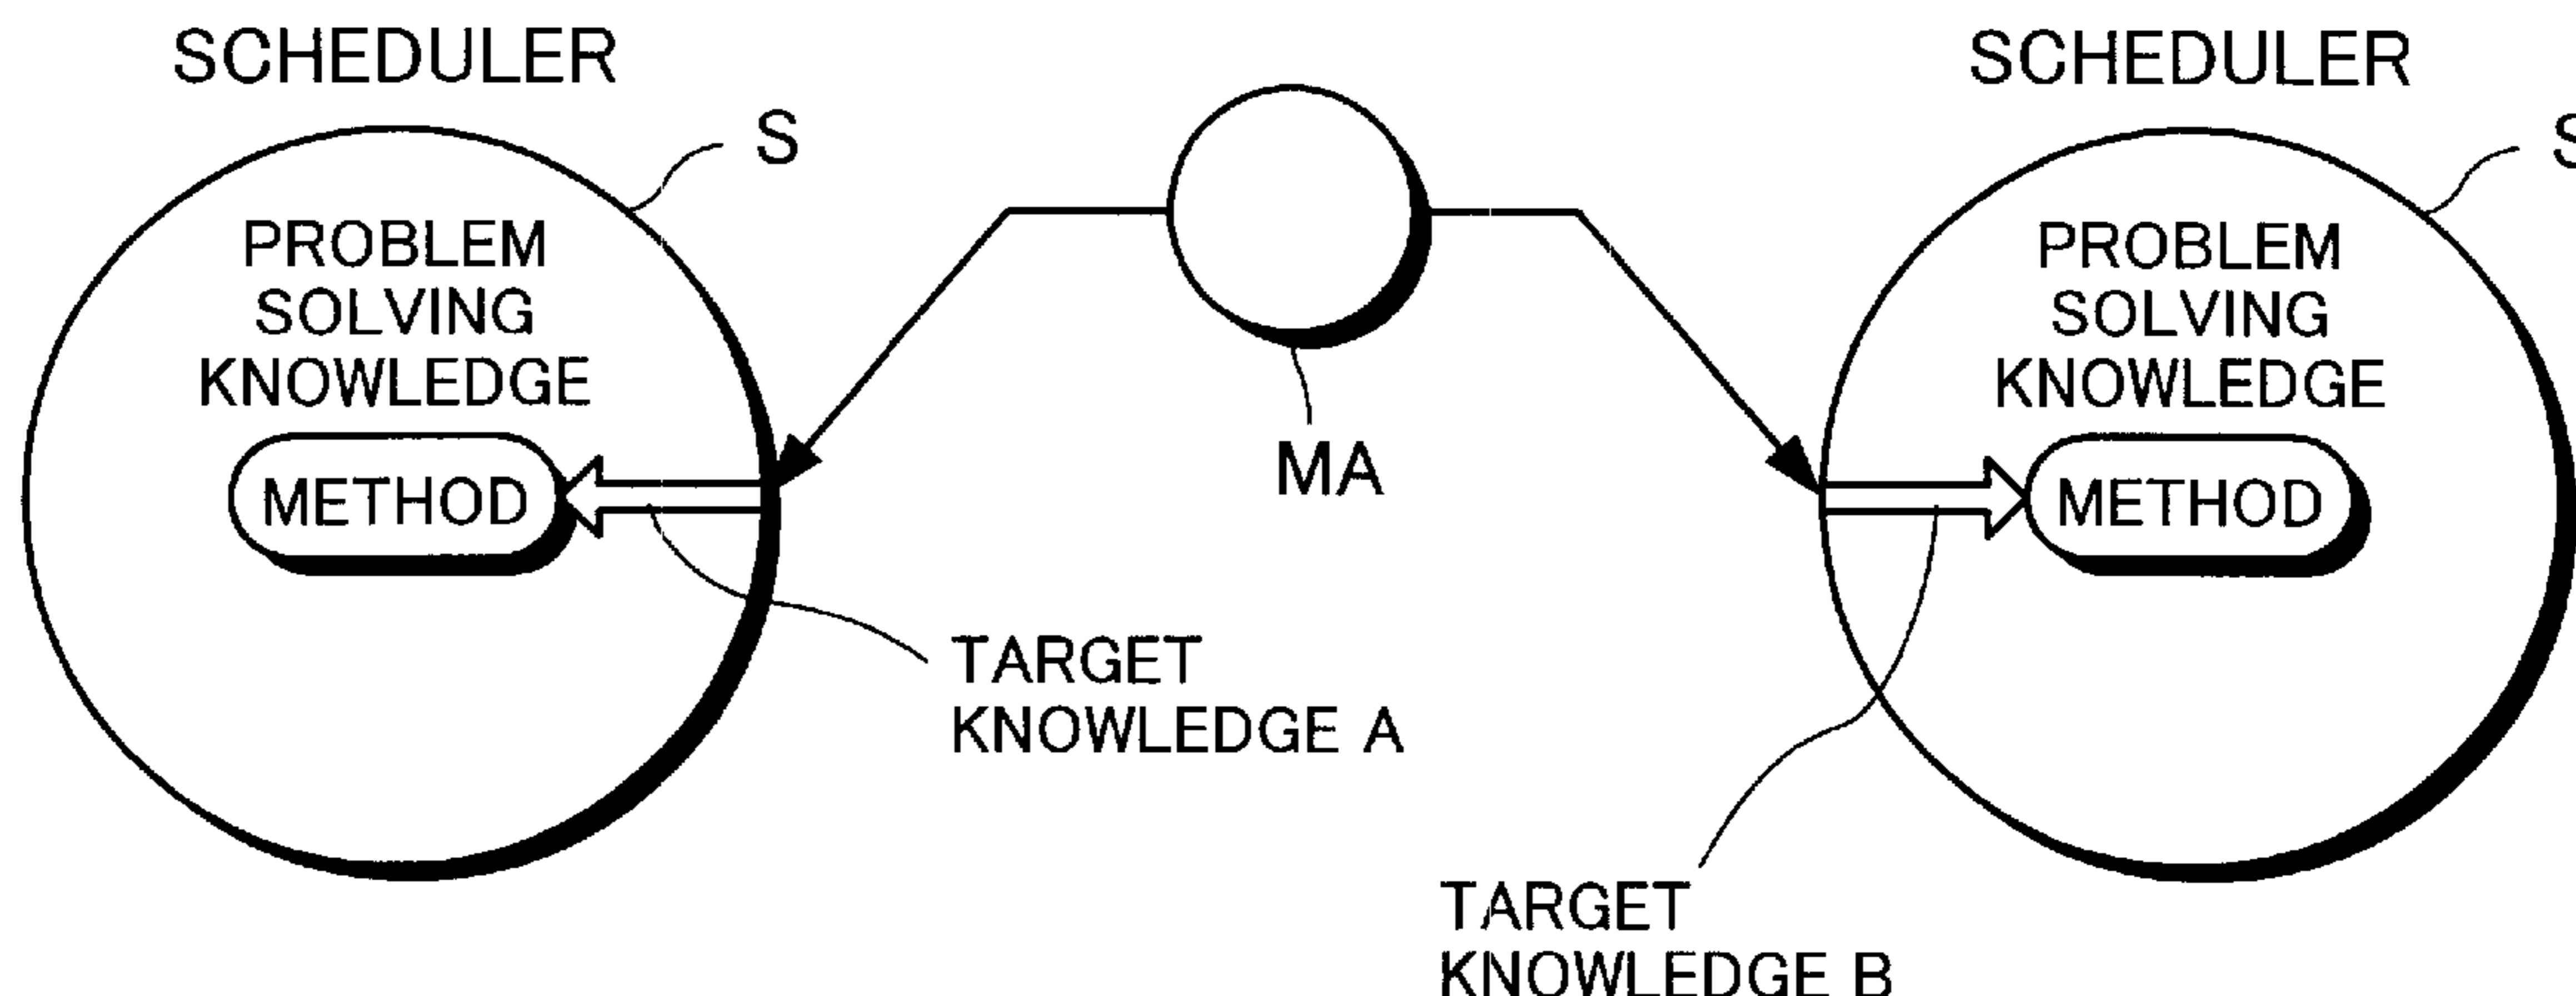 SCHEDULER
S
PROBLEM
SOLVING
KNOWLEDGE
METHOD
TARGET
KNOWLEDGE A
MA
SCHEDULER
S
PROBLEM
SOLVING
KNOWLEDGE
METHOD
TARGET
KNOWLEDGE B